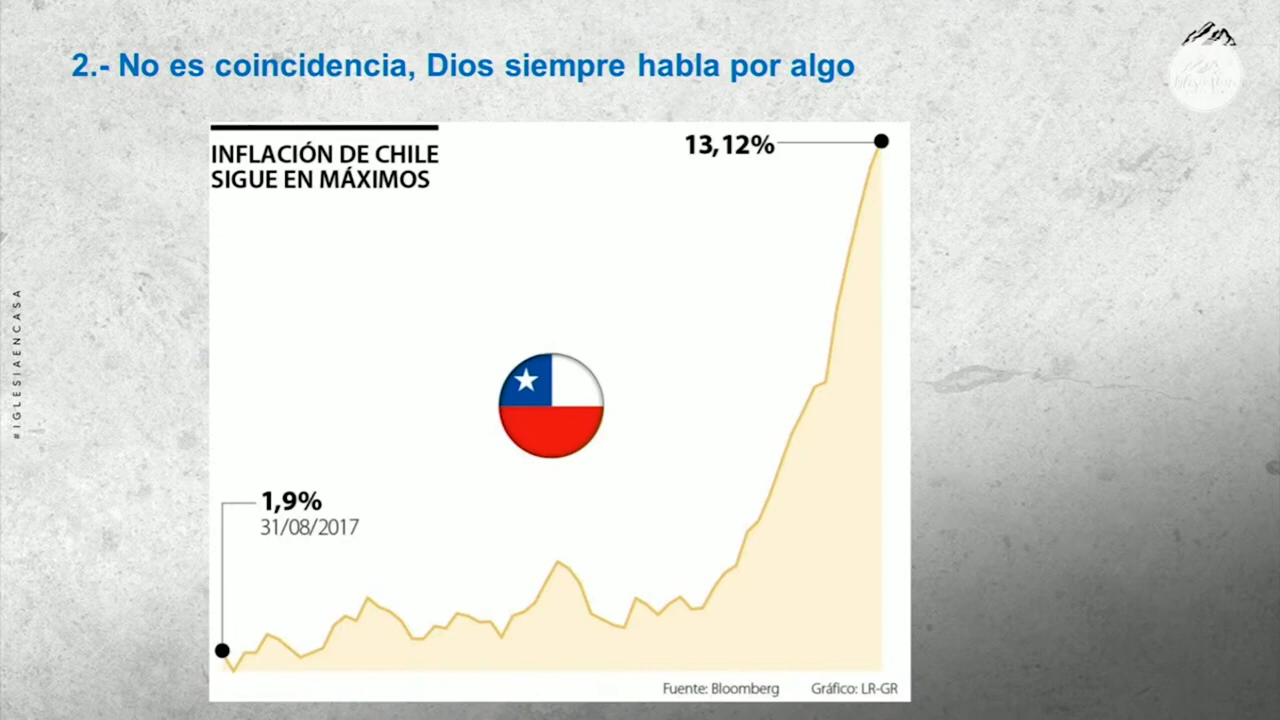 2.- No es coincidencia, Dios siempre habla por algo
INFLACIÓN DE CHILE
SIGUE EN MÁXIMOS
13,12%
1,9%
31/08/2017
Fuente: Bloomberg
Gráfico: LR-GR
#IGLESIAENCASA